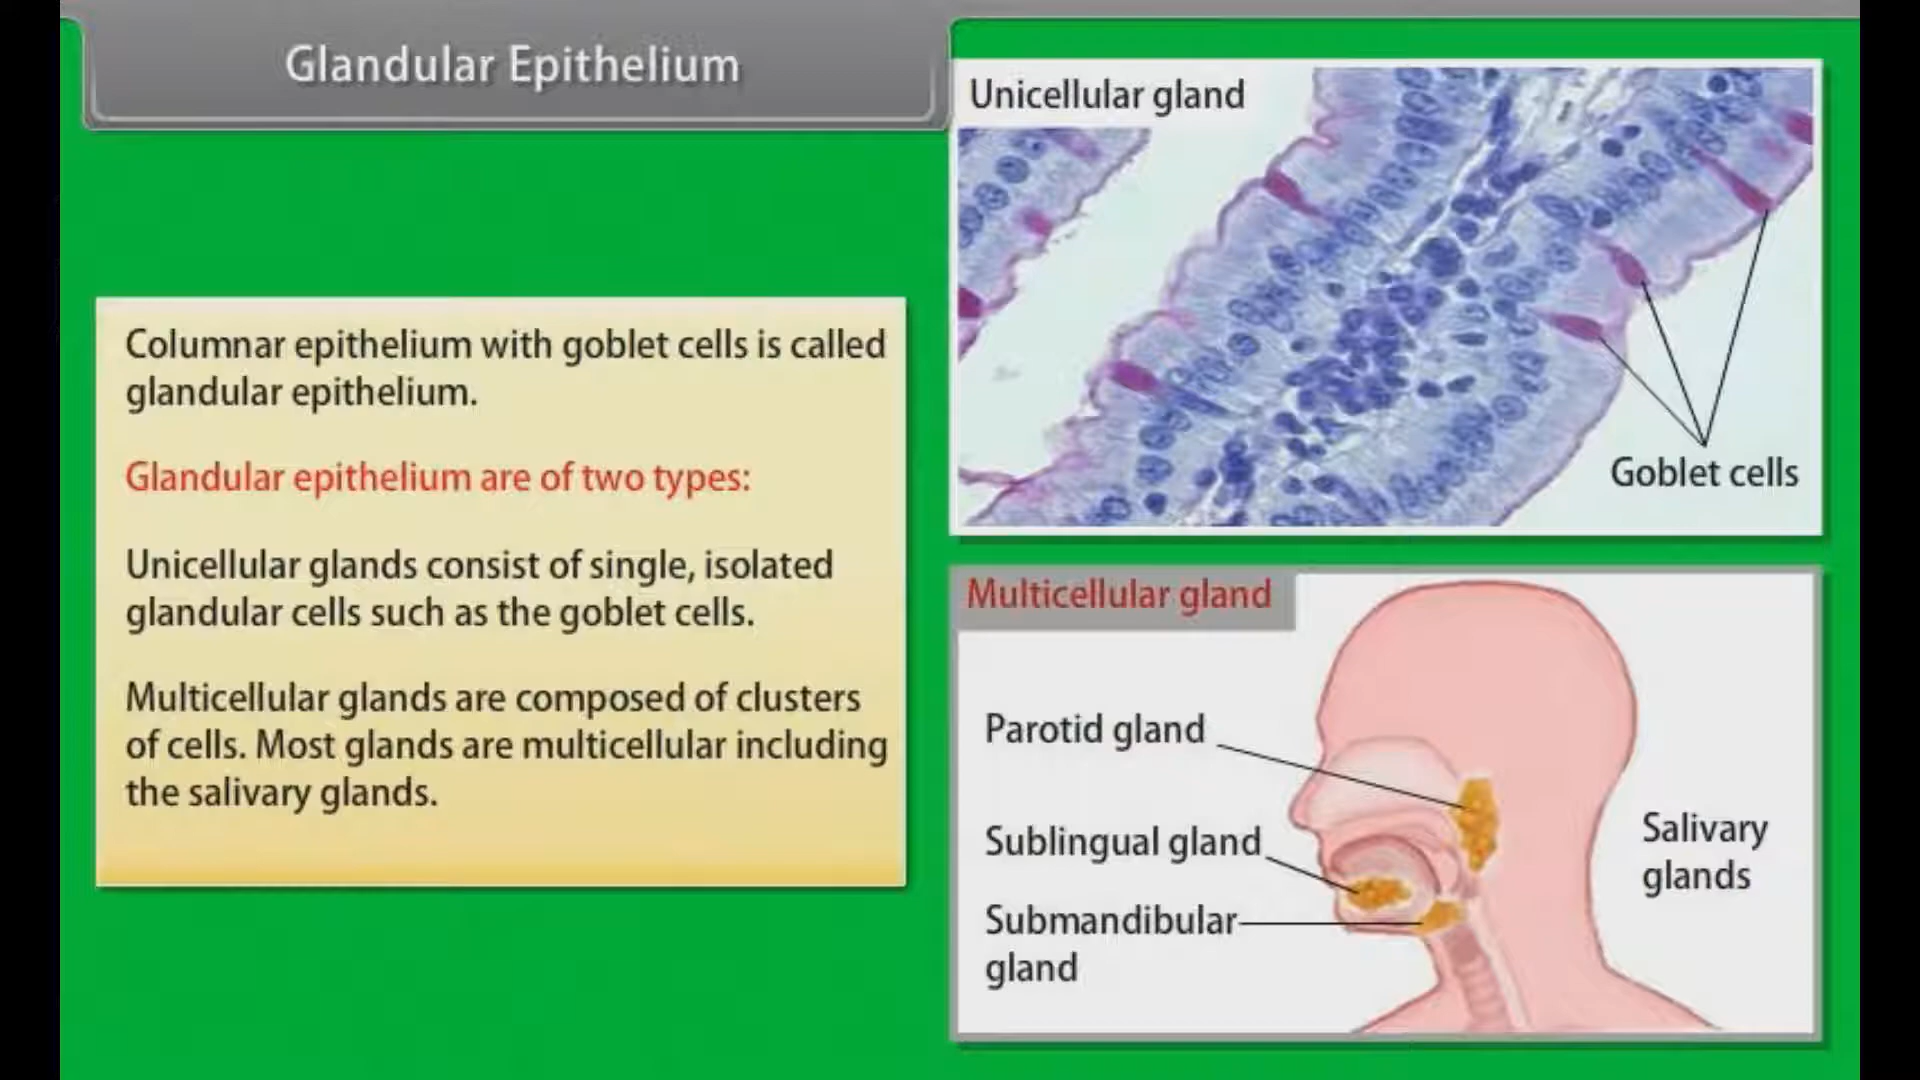 Glandular Epithelium
Columnar epithelium with goblet cells is called
glandular epithelium.
Glandular epithelium are of two types:
Unicellular glands consist of single, isolated
glandular cells such as the goblet cells.
Multicellular glands are composed of clusters
of cells. Most glands are multicellular including
the salivary glands.
Unicellular gland
Goblet cells
Multicellular gland
Parotid gland
Sublingual gland
Submandibular
gland
Salivary
glands